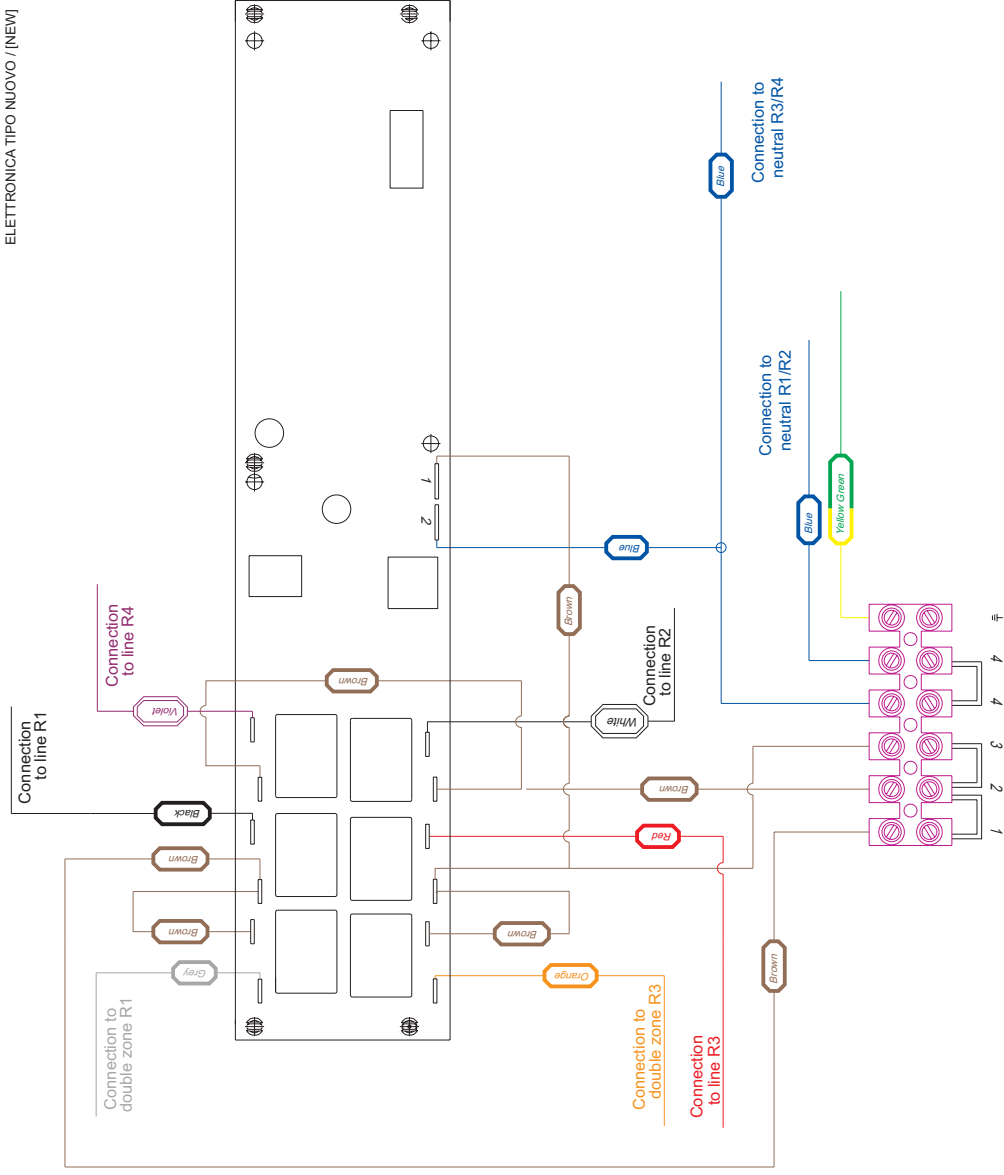 ELETTRONICA TIPO NUOVO / [NEW]
Connection to
neutral R3/R4
Blue
Connection to
neutral R1/R2
Blue
Yellow Green
1
2
Blue
Brown
Connection
to line R4
Violet
Brown
Connection
to line R2
White
Connection
to line R1
Black
Brown
Red
Brown
Brown
Brown
Grey
Orange
Brown
Connection to
double zone R1
Connection to
double zone R3
Connection
to line R3
4
4
3
2
1